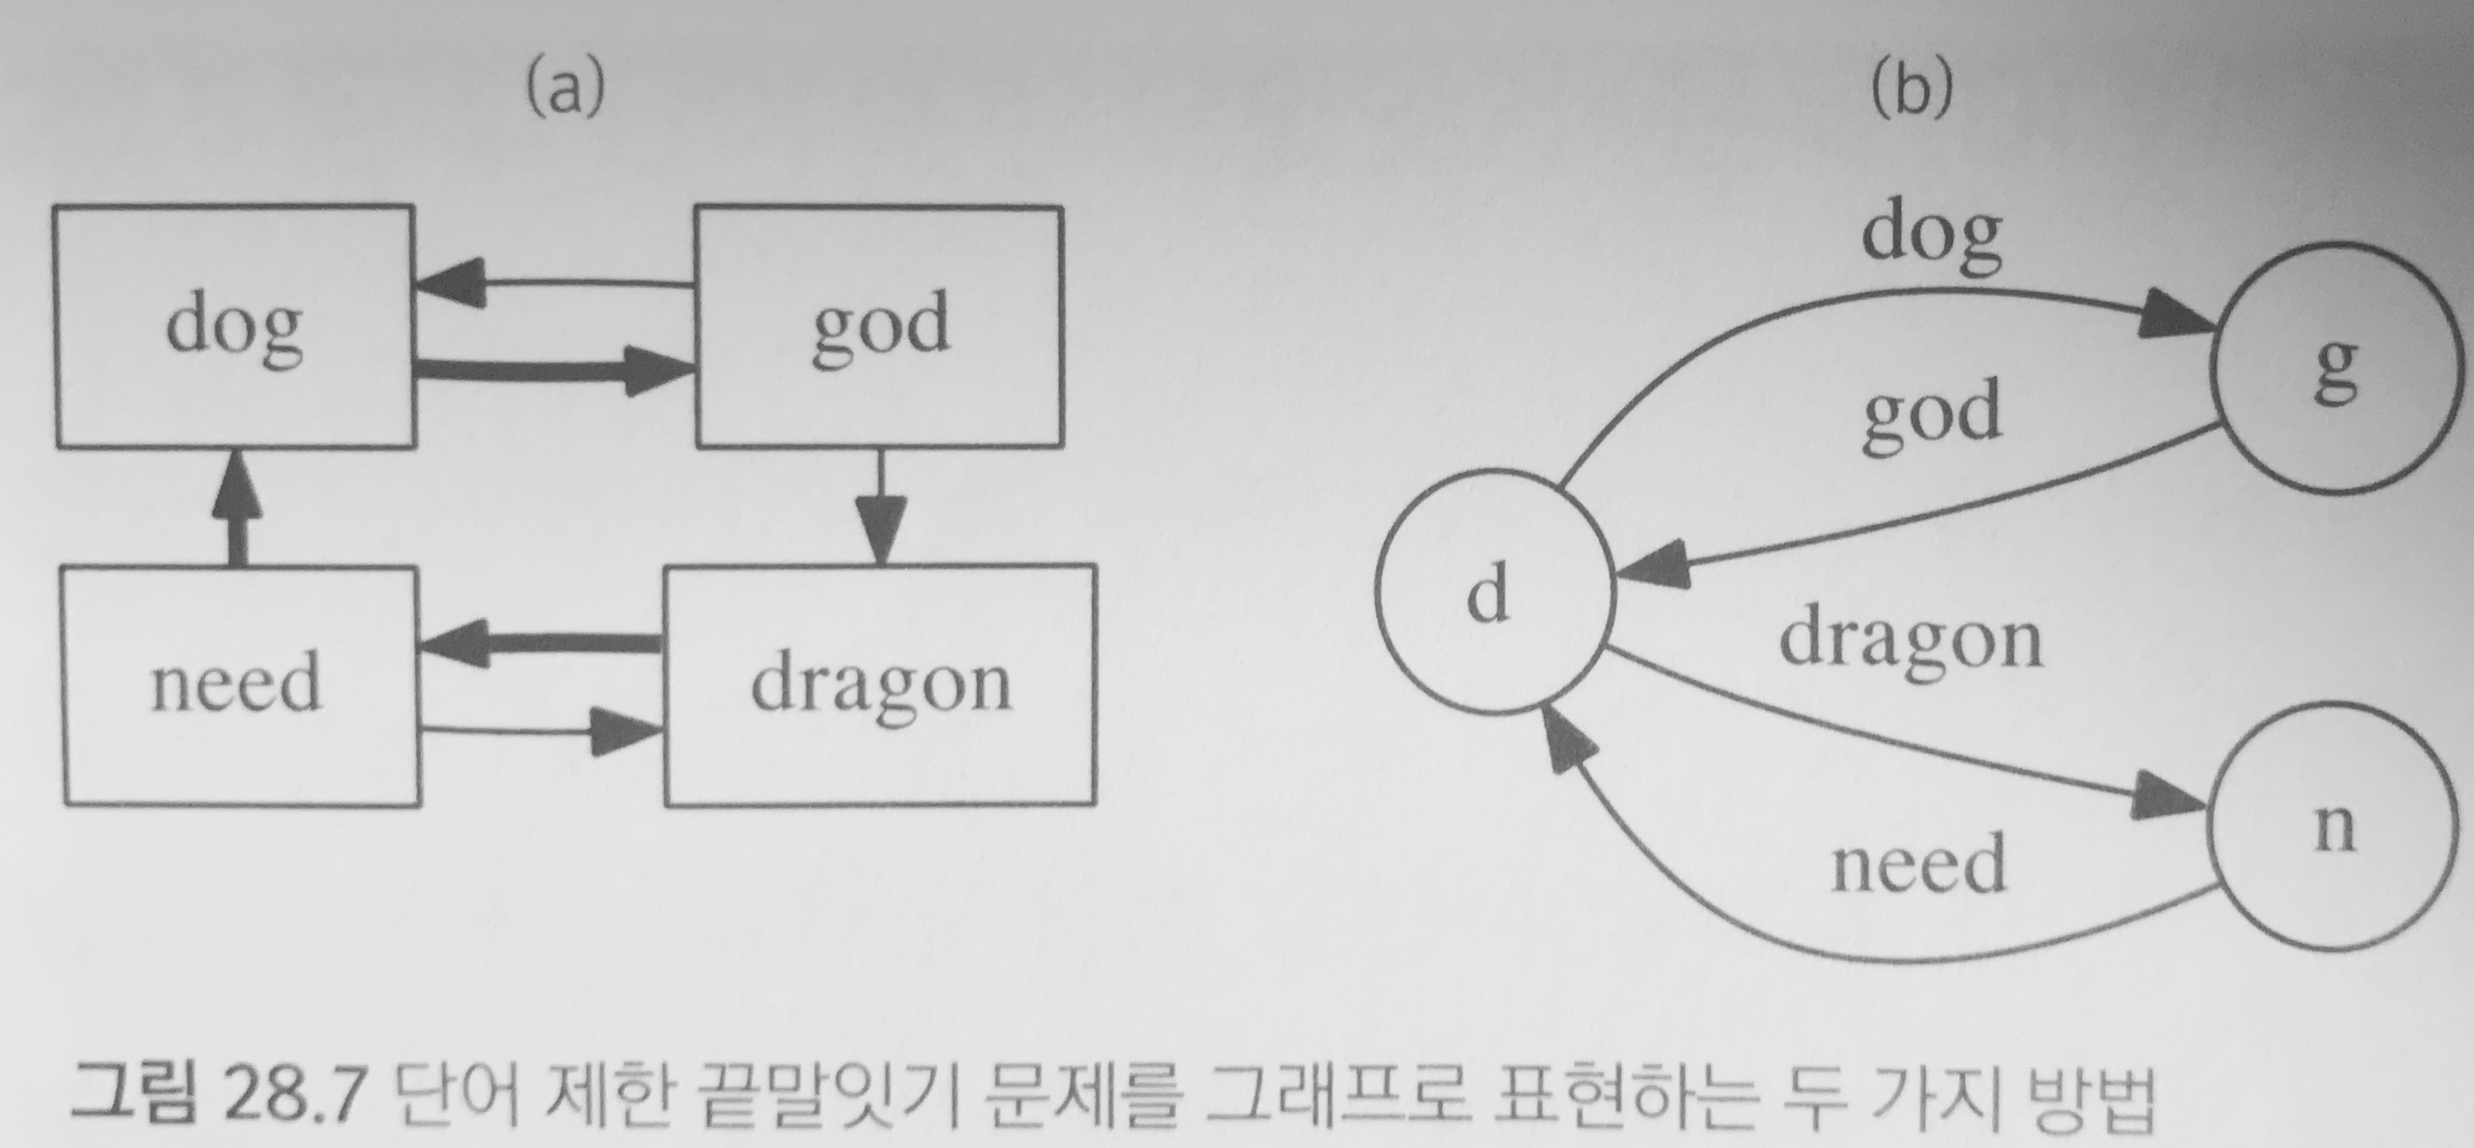 (a)
dog
god
need
dragon
(b)
dog
god
g
d
dragon
n
need
그림 28.7 단어 제한 끝말잇기 문제를 그래프로 표현하는 두 가지 방법